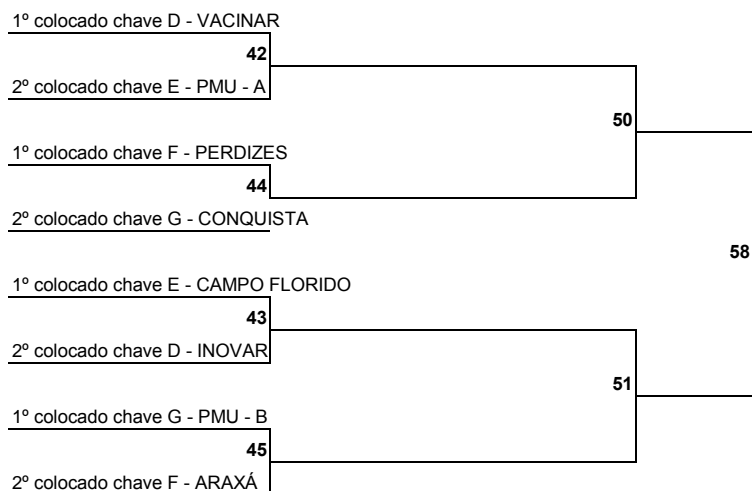 1º colocado chave D - VACINAR
42
2º colocado chave E - PMU - A
50
1º colocado chave F - PERDIZES
44
2º colocado chave G - CONQUISTA
58
1º colocado chave E - CAMPO FLORIDO
43
2º colocado chave D - INOVAR
51
1º colocado chave G - PMU - B
45
2º colocado chave F - ARAXÁ